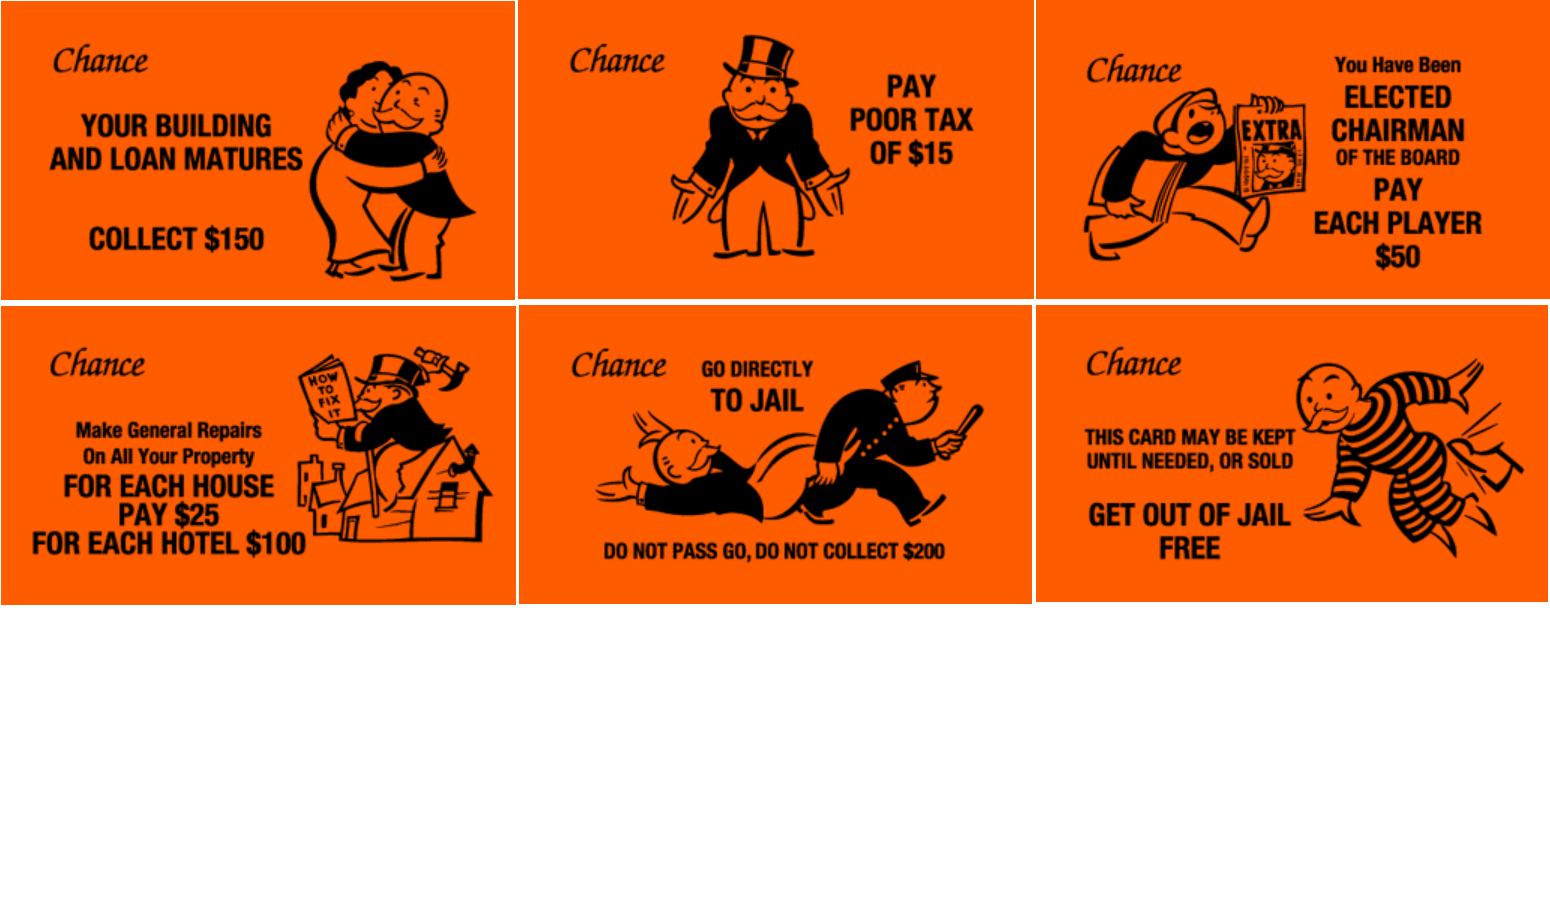 Chance
YOUR BUILDING
AND LOAN MATURES
COLLECT $150
Chance
PAY
POOR TAX
OF $15
Chance
EXTRA
You Have Been
ELECTED
CHAIRMAN
OF THE BOARD
PAY
EACH PLAYER
$50
Chance
HOW
TO
FIX
IT
Make General Repairs
On All Your Property
FOR EACH HOUSE
PAY $25
FOR EACH HOTEL $100
Chance
GO DIRECTLY
TO JAIL
DO NOT PASS GO, DO NOT COLLECT $200
Chance
THIS CARD MAY BE KEPT
UNTIL NEEDED, OR SOLD
GET OUT OF JAIL
FREE